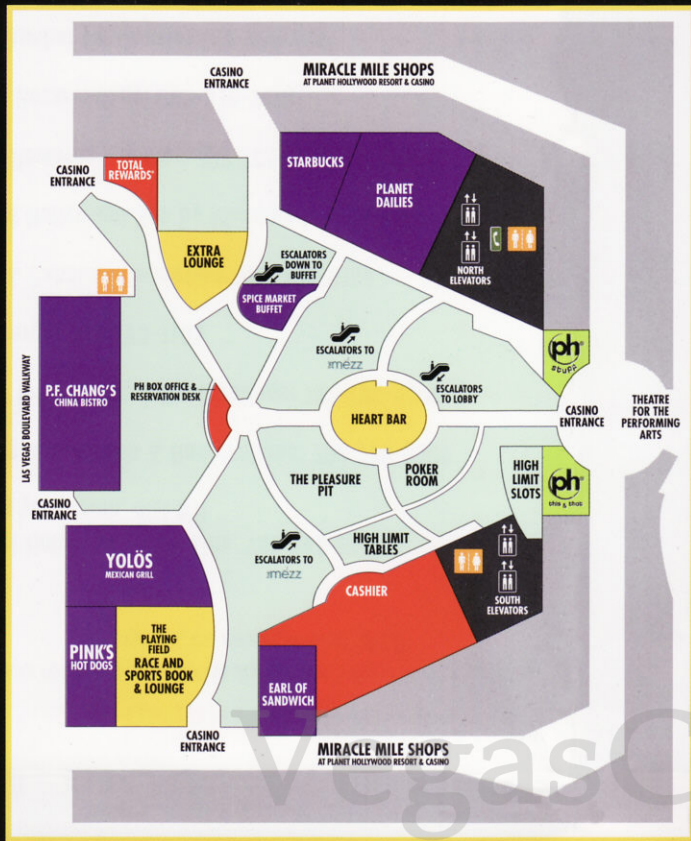 MIRACLE MILE SHOPS
AT PLANET HOLLYWOOD RESORT & CASINO
CASINO
ENTRANCE
CASINO
ENTRANCE
TOTAL
REWARDS®
STARBUCKS
PLANET
DAILIES
EXTRA
LOUNGE
ESCALATORS
DOWN TO
BUFFET
SPICE MARKET
BUFFET
NORTH
ELEVATORS
LAS VEGAS BOULEVARD WALKWAY
P.F. CHANG'S
CHINA BISTRO
PH BOX OFFICE &
RESERVATION DESK
ESCALATORS TO
THE mezz
ESCALATORS
TO LOBBY
ph
stuff
HEART BAR
CASINO
ENTRANCE
THEATRE
FOR THE
PERFORMING
ARTS
THE PLEASURE
PIT
POKER
ROOM
HIGH
LIMIT
SLOTS
ph
this & that
CASINO
ENTRANCE
ESCALATORS TO
THE mezz
HIGH LIMIT
TABLES
YOLÖS
MEXICAN GRILL
CASHIER
SOUTH
ELEVATORS
PINK'S
HOT DOGS
THE
PLAYING
FIELD
RACE AND
SPORTS BOOK
& LOUNGE
EARL OF
SANDWICH
CASINO
ENTRANCE
MIRACLE MILE SHOPS
AT PLANET HOLLYWOOD RESORT & CASINO
VegasC